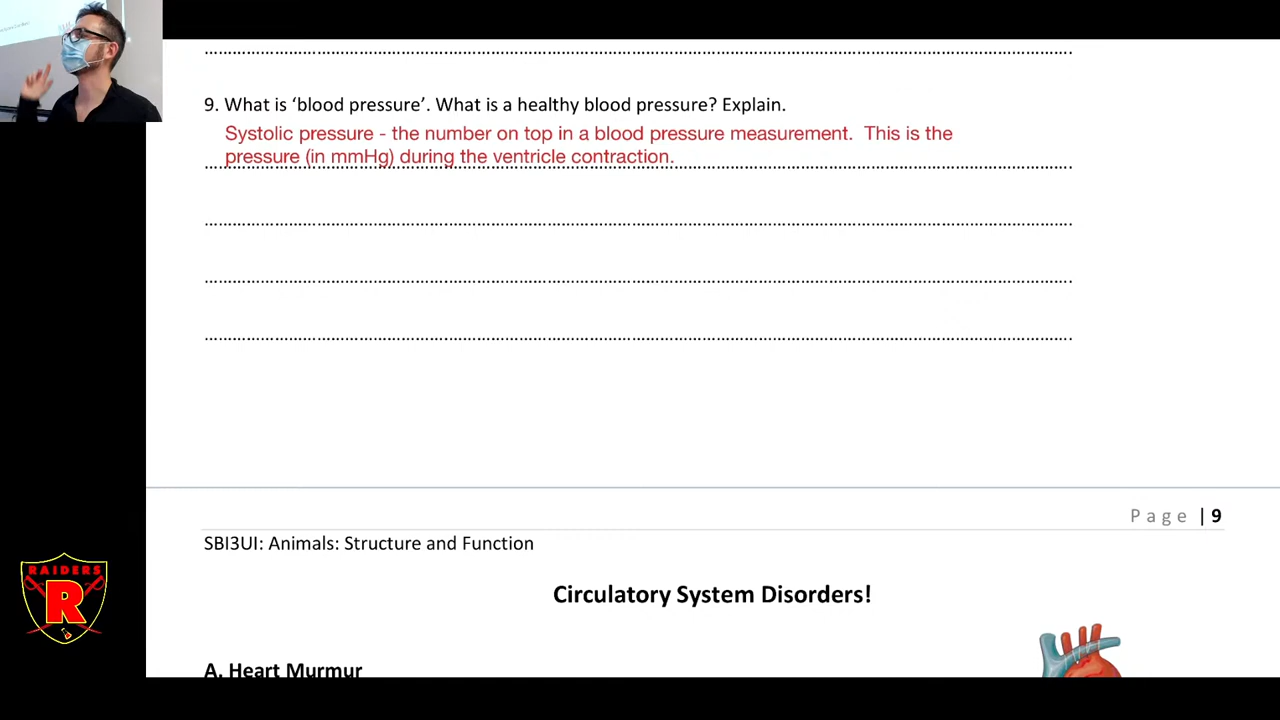 9. What is ‘blood pressure’. What is a healthy blood pressure? Explain.
Systolic pressure - the number on top in a blood pressure measurement. This is the
pressure (in mmHg) during the ventricle contraction.
Page | 9
SBI3UI: Animals: Structure and Function
Circulatory System Disorders!
A. Heart Murmur
RAIDERS
R